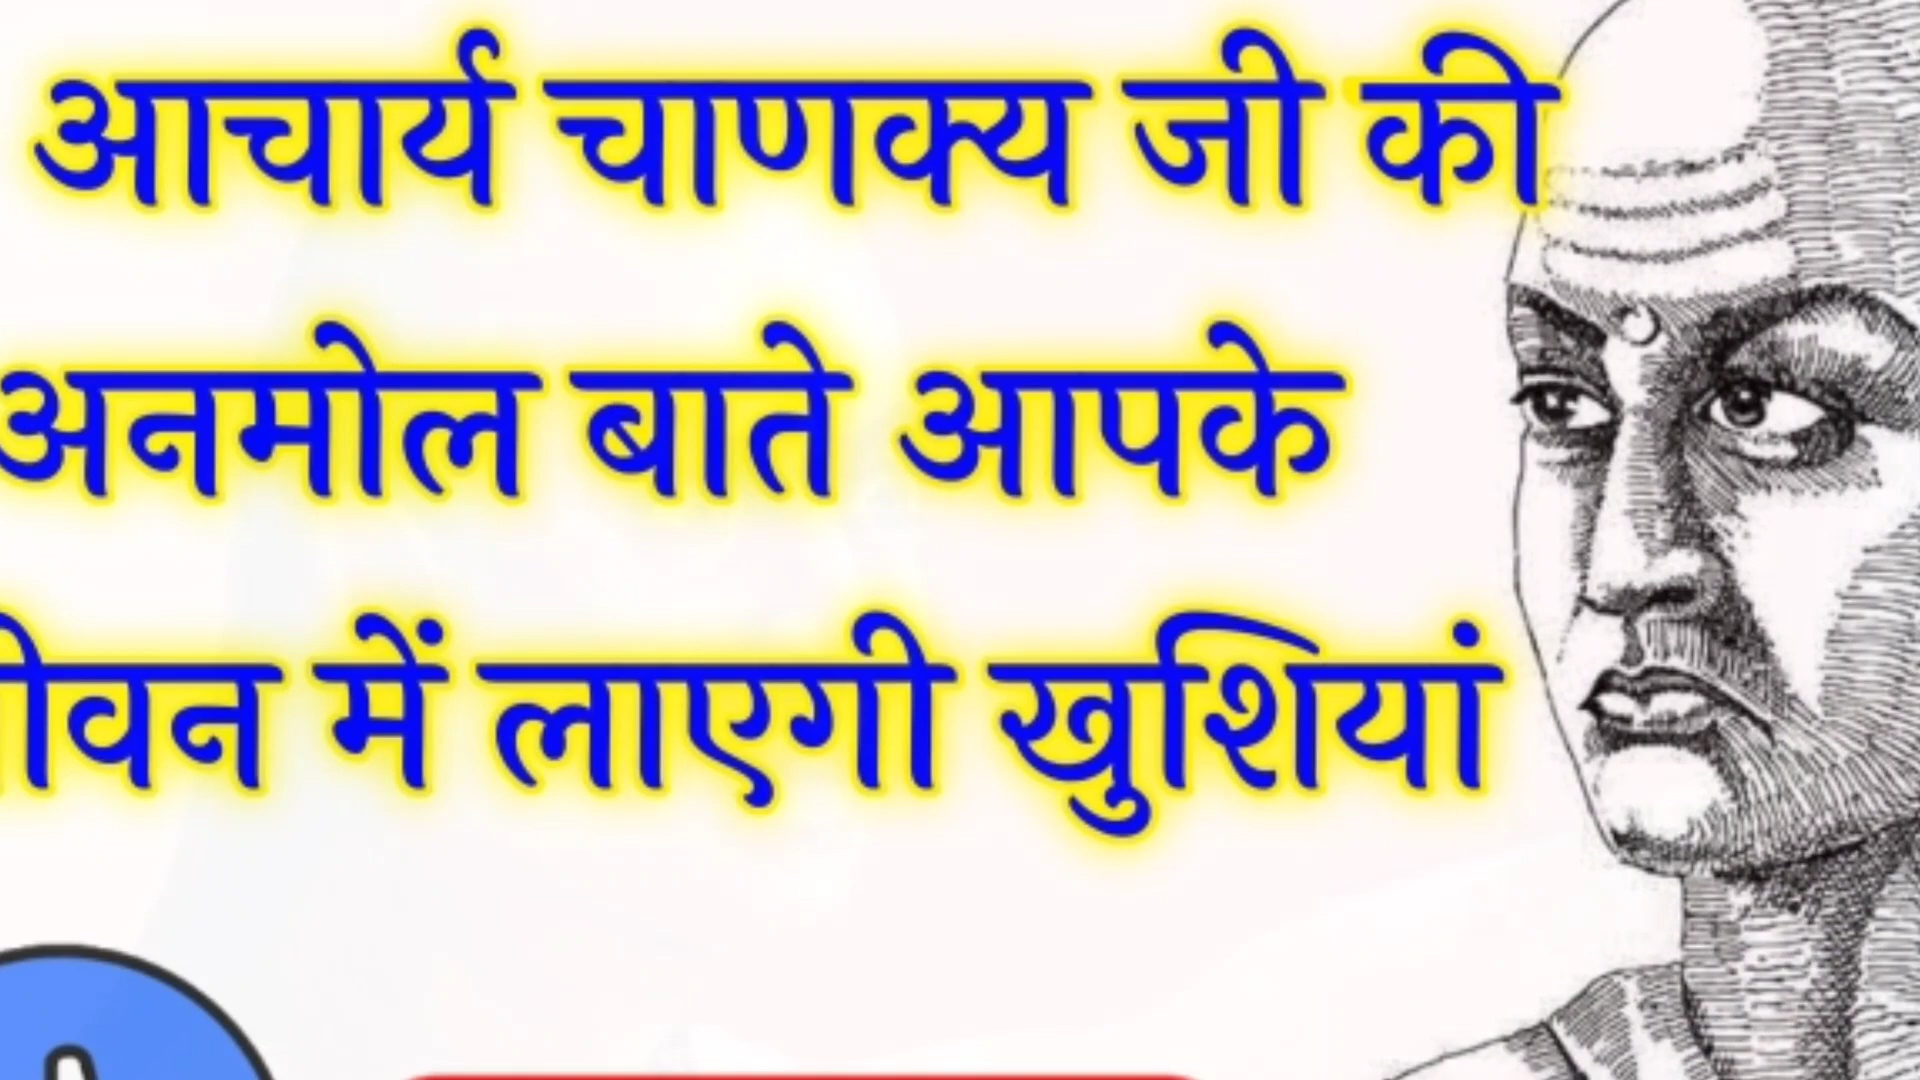 आचार्य चाणक्य जी की
अनमोल बाते आपके
में लाएगी खुशियां